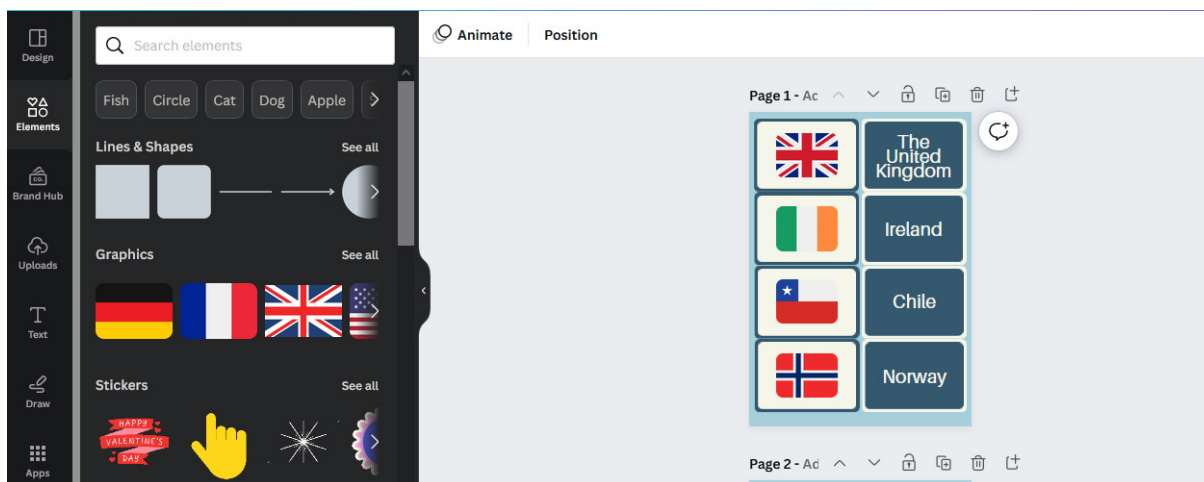 Design
Elements
Brand Hub
CO.
Uploads
Text
Draw
Apps
Search elements
Fish Circle Cat Dog Apple
Lines & Shapes See all
Graphics See all
Stickers See all
HAPPY
VALENTINE'S
DAY
Animate Position
Page 1 - Ad
The
United
Kingdom
Ireland
Chile
Norway
Page 2 - Ad